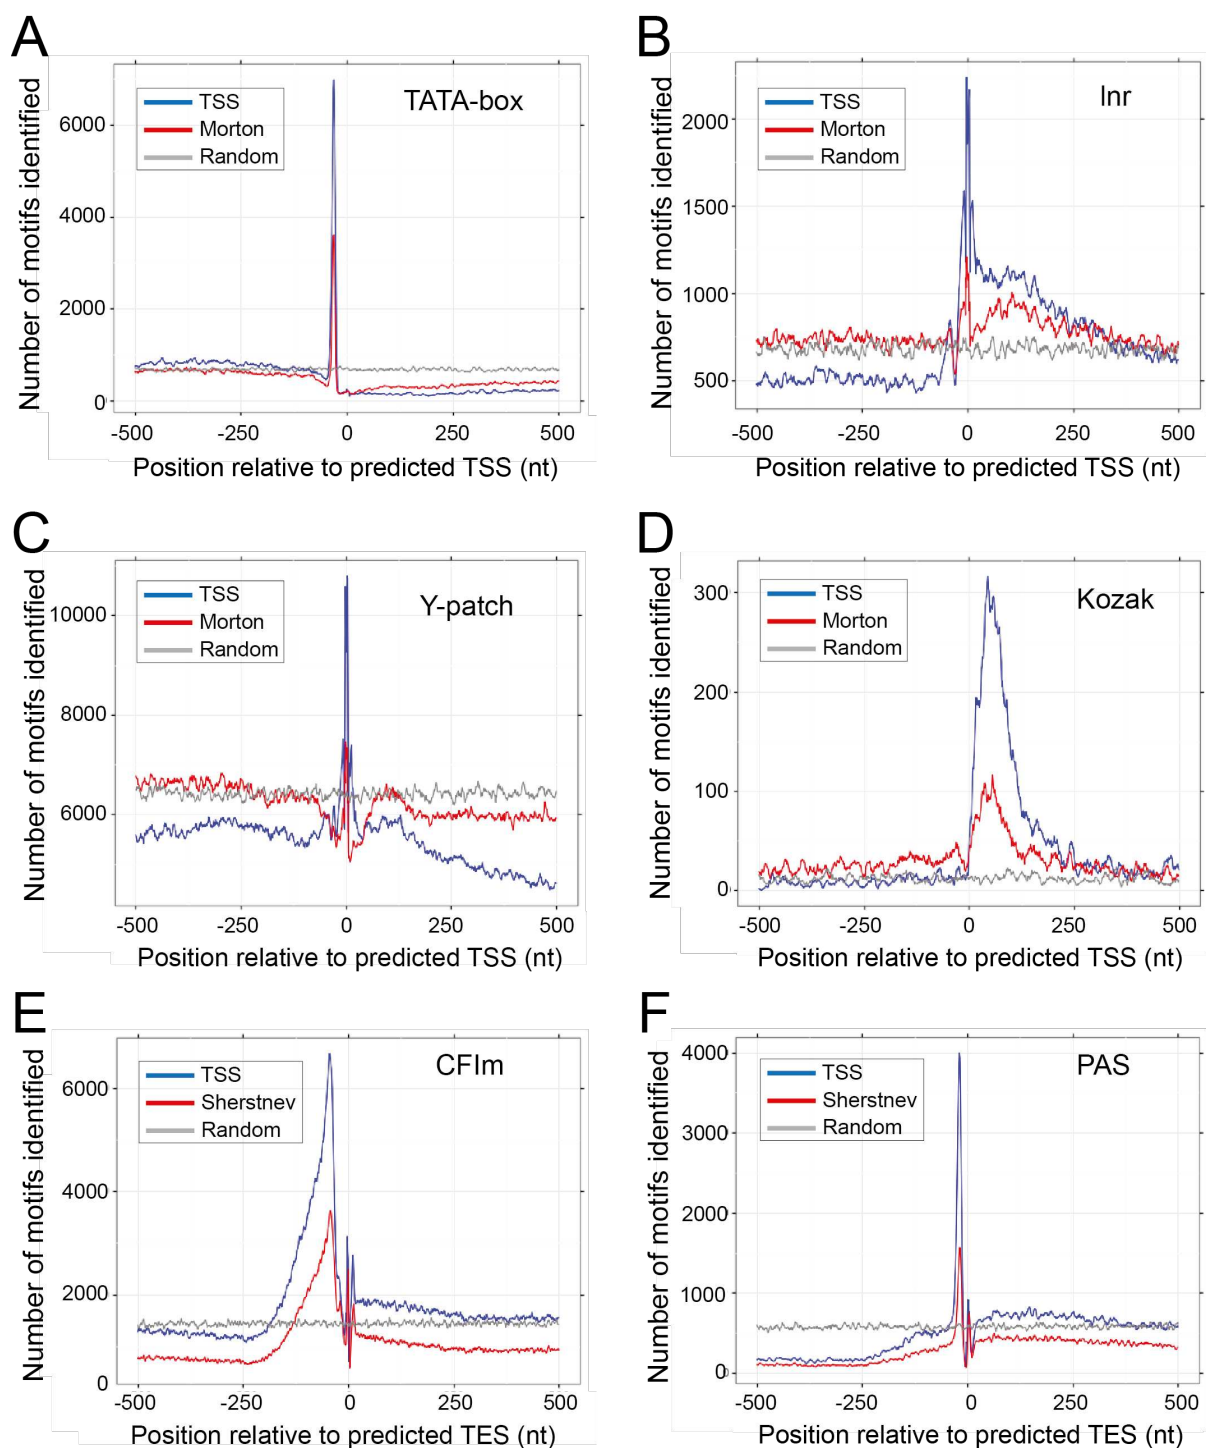 A
Number of motifs identified
TATA-box
TSS
Morton
Random
6000
4000
2000
0
-500 -250 0 250 500
Position relative to predicted TSS (nt)
B
Number of motifs identified
Inr
TSS
Morton
Random
2000
1500
1000
500
-500 -250 0 250 500
Position relative to predicted TSS (nt)
C
Number of motifs identified
Y-patch
TSS
Morton
Random
10000
8000
6000
-500 -250 0 250 500
Position relative to predicted TSS (nt)
D
Number of motifs identified
Kozak
TSS
Morton
Random
300
200
100
0
-500 -250 0 250 500
Position relative to predicted TSS (nt)
E
Number of motifs identified
CFIm
TSS
Sherstnev
Random
6000
4000
2000
0
-500 -250 0 250 500
Position relative to predicted TES (nt)
F
Number of motifs identified
PAS
TSS
Sherstnev
Random
4000
3000
2000
1000
0
-500 -250 0 250 500
Position relative to predicted TES (nt)